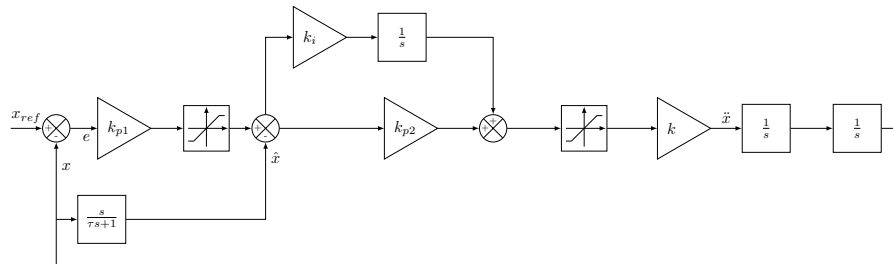 k_i
1/s
x_ref
+
-
e
k_p1
+
-
k_p2
+
+
k
ẍ
1/s
1/s
x
x̂
s/(τs+1)